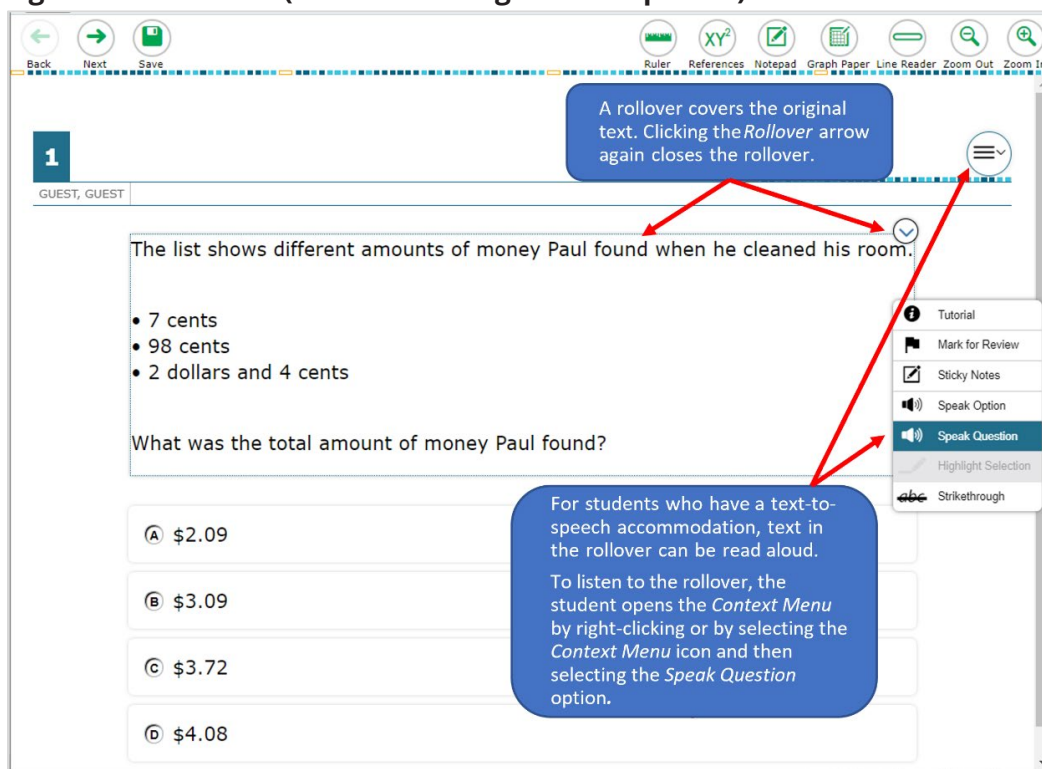 Back Next Save Ruler References Notepad Graph Paper Line Reader Zoom Out Zoom
A rollover covers the original
text. Clicking the Rollover arrow
again closes the rollover.
1
GUEST, GUEST
The list shows different amounts of money Paul found when he cleaned his room.
• 7 cents
• 98 cents
• 2 dollars and 4 cents
What was the total amount of money Paul found?
Tutorial
Mark for Review
Sticky Notes
Speak Option
Speak Question
Highlight Selection
abc Strikethrough
A $2.09
B $3.09
C $3.72
D $4.08
For students who have a text-to-
speech accommodation, text in
the rollover can be read aloud.
To listen to the rollover, the
student opens the Context Menu
by right-clicking or by selecting the
Context Menu icon and then
selecting the Speak Question
option.